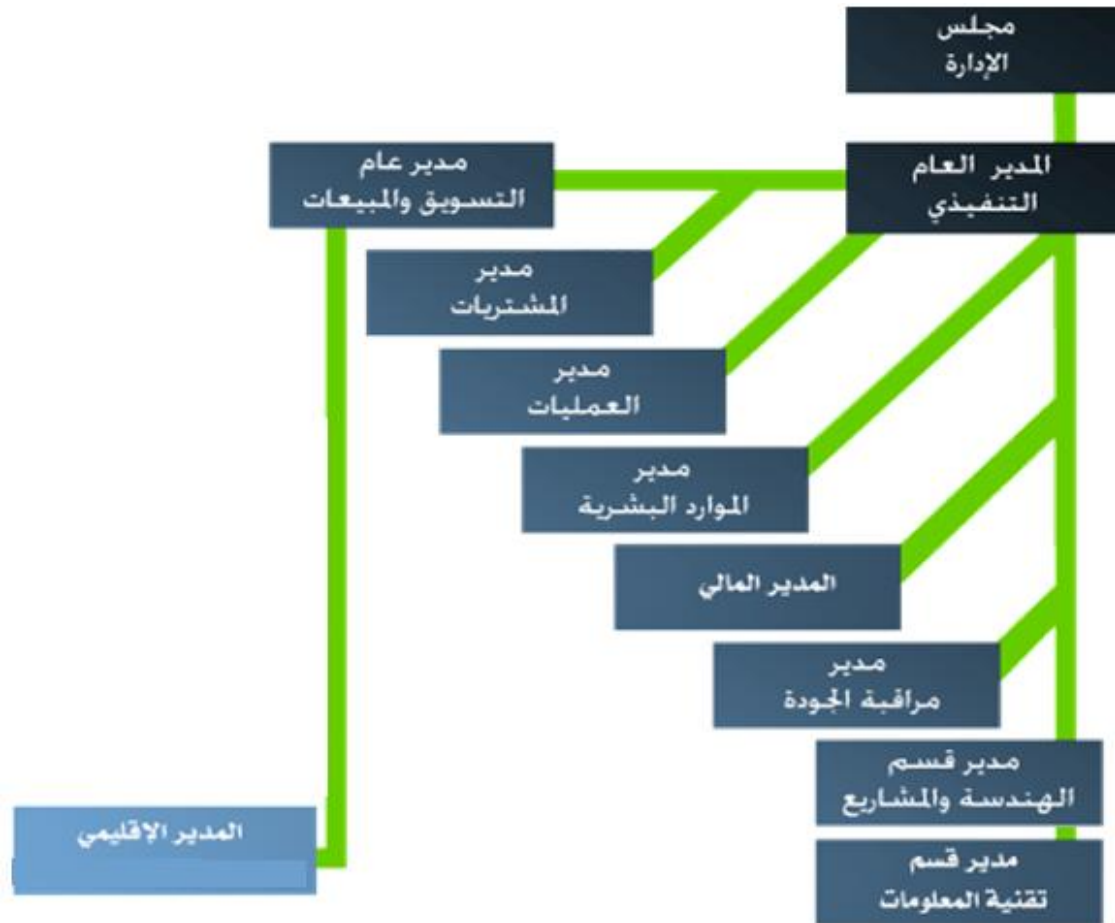 مجلس
الإدارة
المدير العام
التنفيذي
مدير عام
التسويق والمبيعات
مدير
المشتريات
مدير
العمليات
مدير
الموارد البشرية
المدير المالي
مدير
مراقبة الجودة
مدير قسم
الهندسة والمشاريع
المدير الإقليمي
مدير قسم
تقنية المعلومات